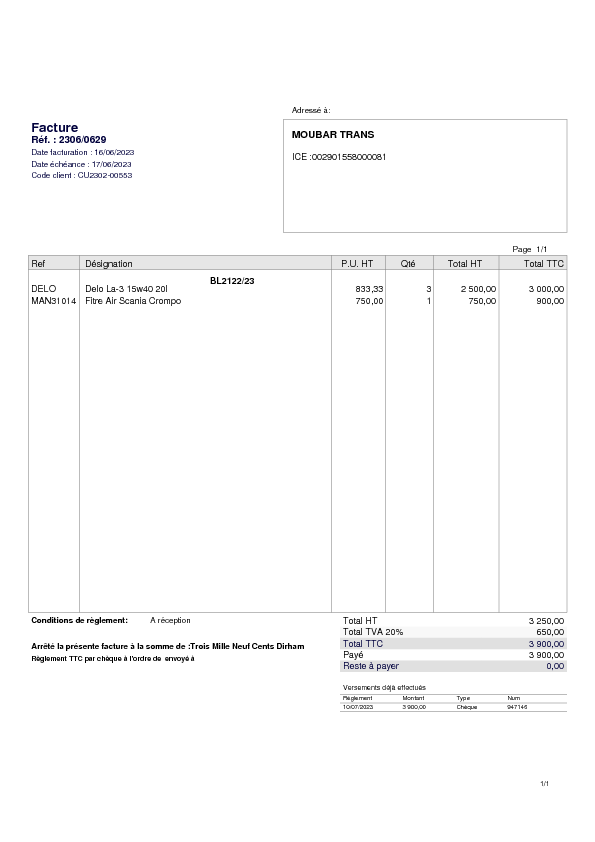 Adressé à:
Facture
Réf. : 2306/0629
Date facturation : 16/06/2023
Date échéance : 17/06/2023
Code client : CU2302-00553
MOUBAR TRANS
ICE :002901558000081
Page 1/1
Ref Désignation P.U. HT Qté Total HT Total TTC
BL2122/23
DELO Delo La-3 15w40 20l 833,33 3 2 500,00 3 000,00
MAN31014 Fitre Air Scania Crompo 750,00 1 750,00 900,00
Conditions de règlement: A réception
Total HT 3 250,00
Total TVA 20% 650,00
Total TTC 3 900,00
Payé 3 900,00
Reste à payer 0,00
Arrêté la présente facture à la somme de :Trois Mille Neuf Cents Dirham
Règlement TTC par chèque à l'ordre de envoyé à
Versements déjà effectués
Règlement Montant Type Num
10/07/2023 3 900,00 Chèque 947146
1/1